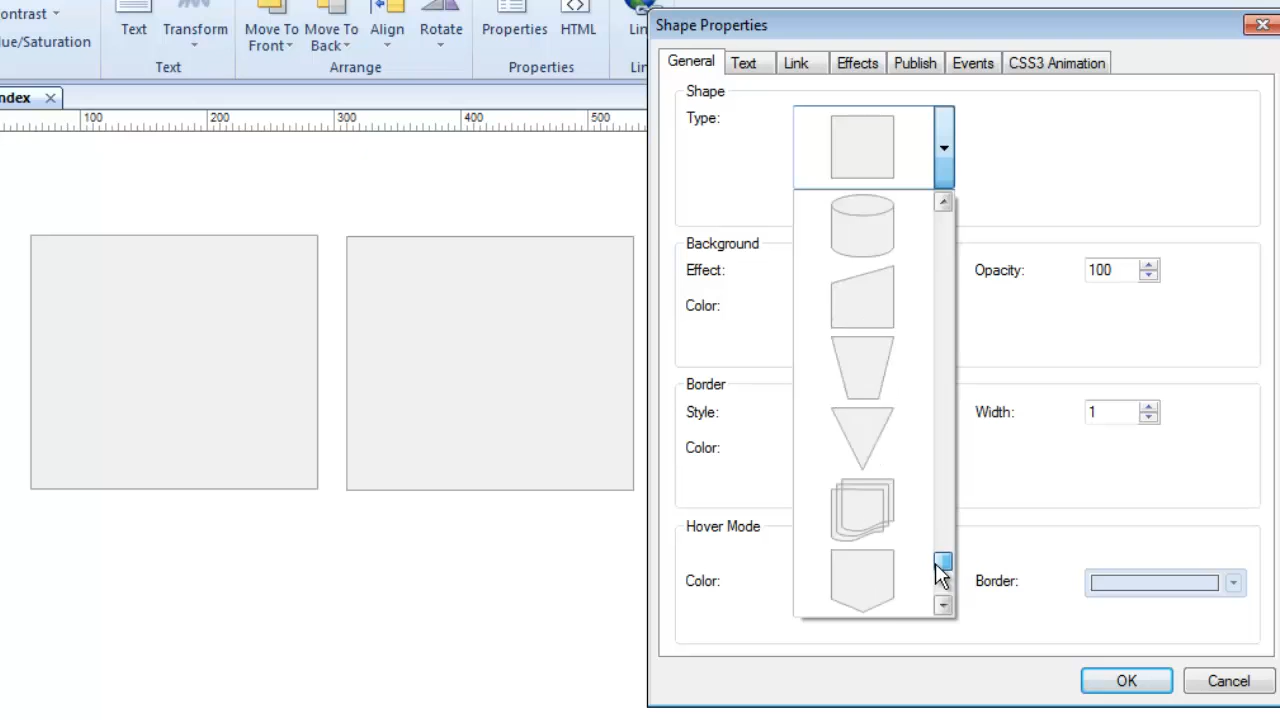 ontrast
ue/Saturation
Text
Transform
Text
Move To
Front
Move To
Back
Align
Rotate
Arrange
Properties
HTML
Properties
Lin
Lin
ndex
100
200
300
400
500
Shape Properties
General
Text
Link
Effects
Publish
Events
CSS3 Animation
Shape
Type:
Background
Effect:
Opacity:
100
Color:
Border
Style:
Width:
1
Color:
Hover Mode
Color:
Border:
OK
Cancel